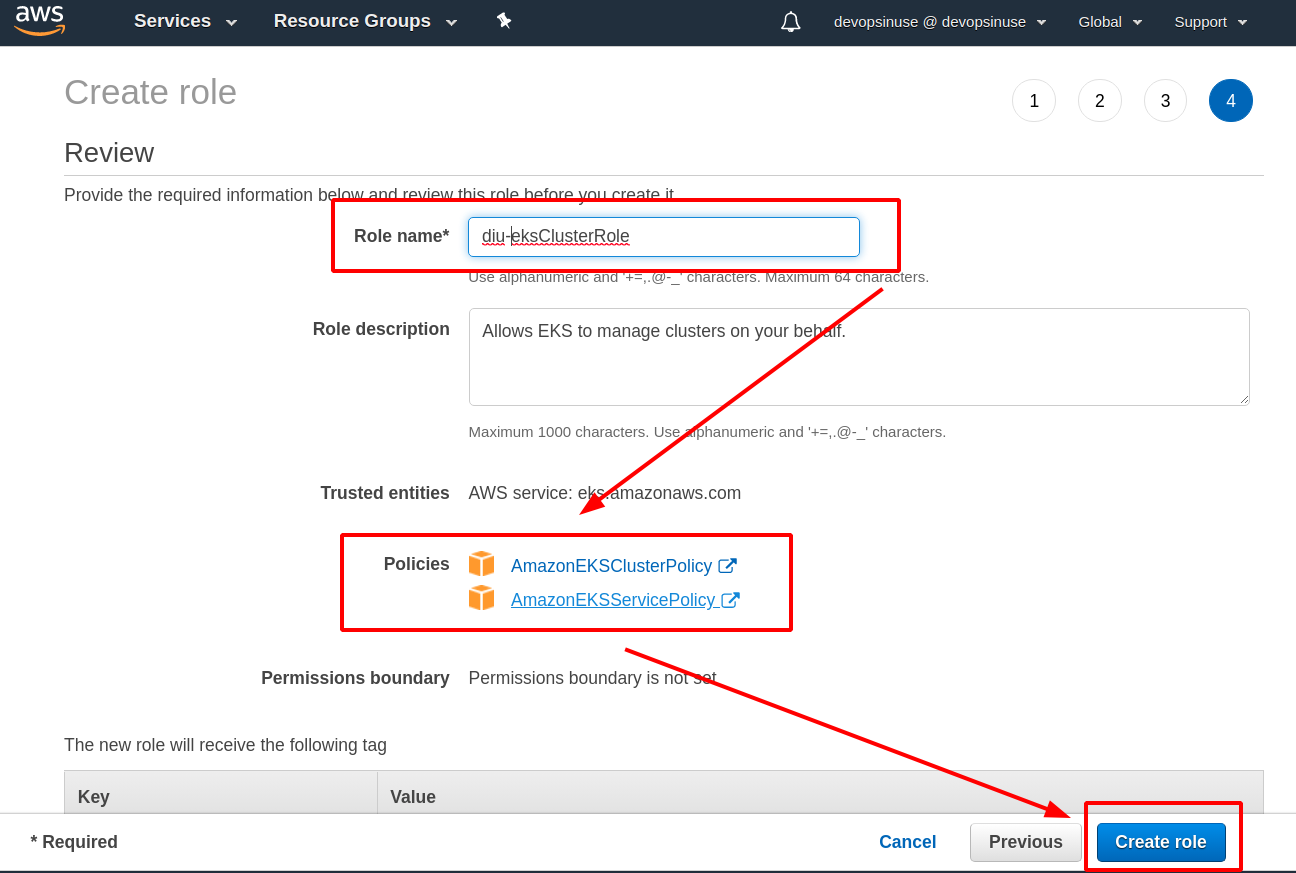 aws Services Resource Groups devopsinuse @ devopsinuse Global Support
Create role
1 2 3 4
Review
Provide the required information below and review this role before you create it.
Role name* diu-eksClusterRole
Use alphanumeric and '+=,.@-_' characters. Maximum 64 characters.
Role description Allows EKS to manage clusters on your behalf.
Maximum 1000 characters. Use alphanumeric and '+=,.@-_' characters.
Trusted entities AWS service: eks.amazonaws.com
Policies AmazonEKSClusterPolicy
AmazonEKSServicePolicy
Permissions boundary Permissions boundary is not set
The new role will receive the following tag
Key Value
* Required Cancel Previous Create role